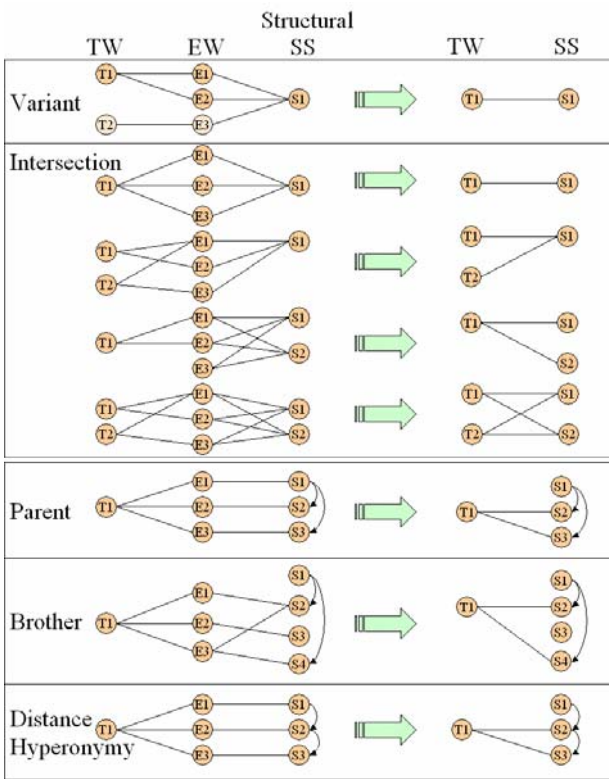 Structural
TW EW SS TW SS
Variant
T1 E1
E2 S1 T1 S1
T2 E3
Intersection
E1
T1 E2 S1 T1 S1
E3
T1 E1 S1 T1 S1
E2
T2 E3 T2
E1 S1 T1 S1
T1 E2 S2
E3 S2
E1 T1 S1
T1 E2 S1
T2 E3 S2 T2 S2
Parent
E1 S1 S1
T1 E2 S2 T1 S2
E3 S3 S3
Brother
S1 S1
E1 S2 T1 S2
T1 E2 S3 S3
E3 S4 S4
Distance
Hyperonymy
E1 S1 S1
T1 E2 S2 T1 S2
E3 S3 S3